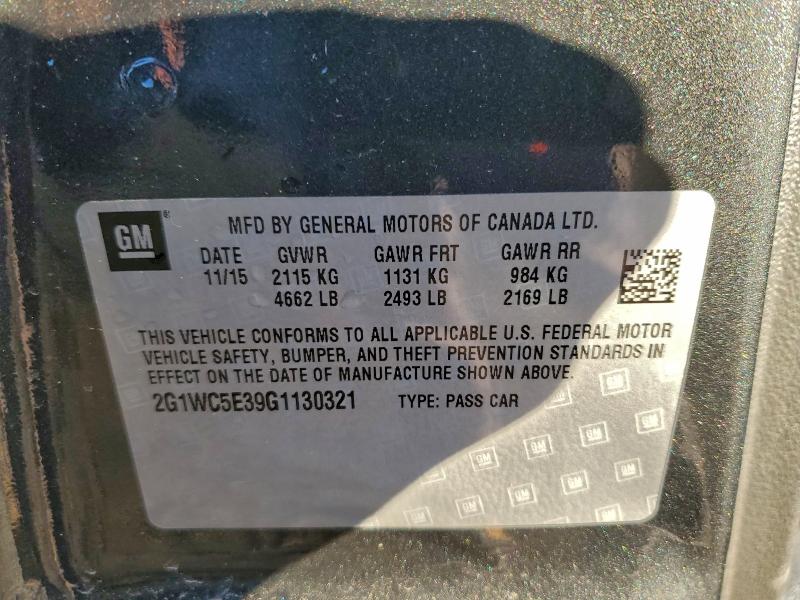 GM
MFD BY GENERAL MOTORS OF CANADA LTD.
DATE GVWR GAWR FRT GAWR RR
11/15 2115 KG 1131 KG 984 KG
4662 LB 2493 LB 2169 LB
THIS VEHICLE CONFORMS TO ALL APPLICABLE U.S. FEDERAL MOTOR
VEHICLE SAFETY, BUMPER, AND THEFT PREVENTION STANDARDS IN
EFFECT ON THE DATE OF MANUFACTURE SHOWN ABOVE.
2G1WC5E39G1130321 TYPE: PASS CAR